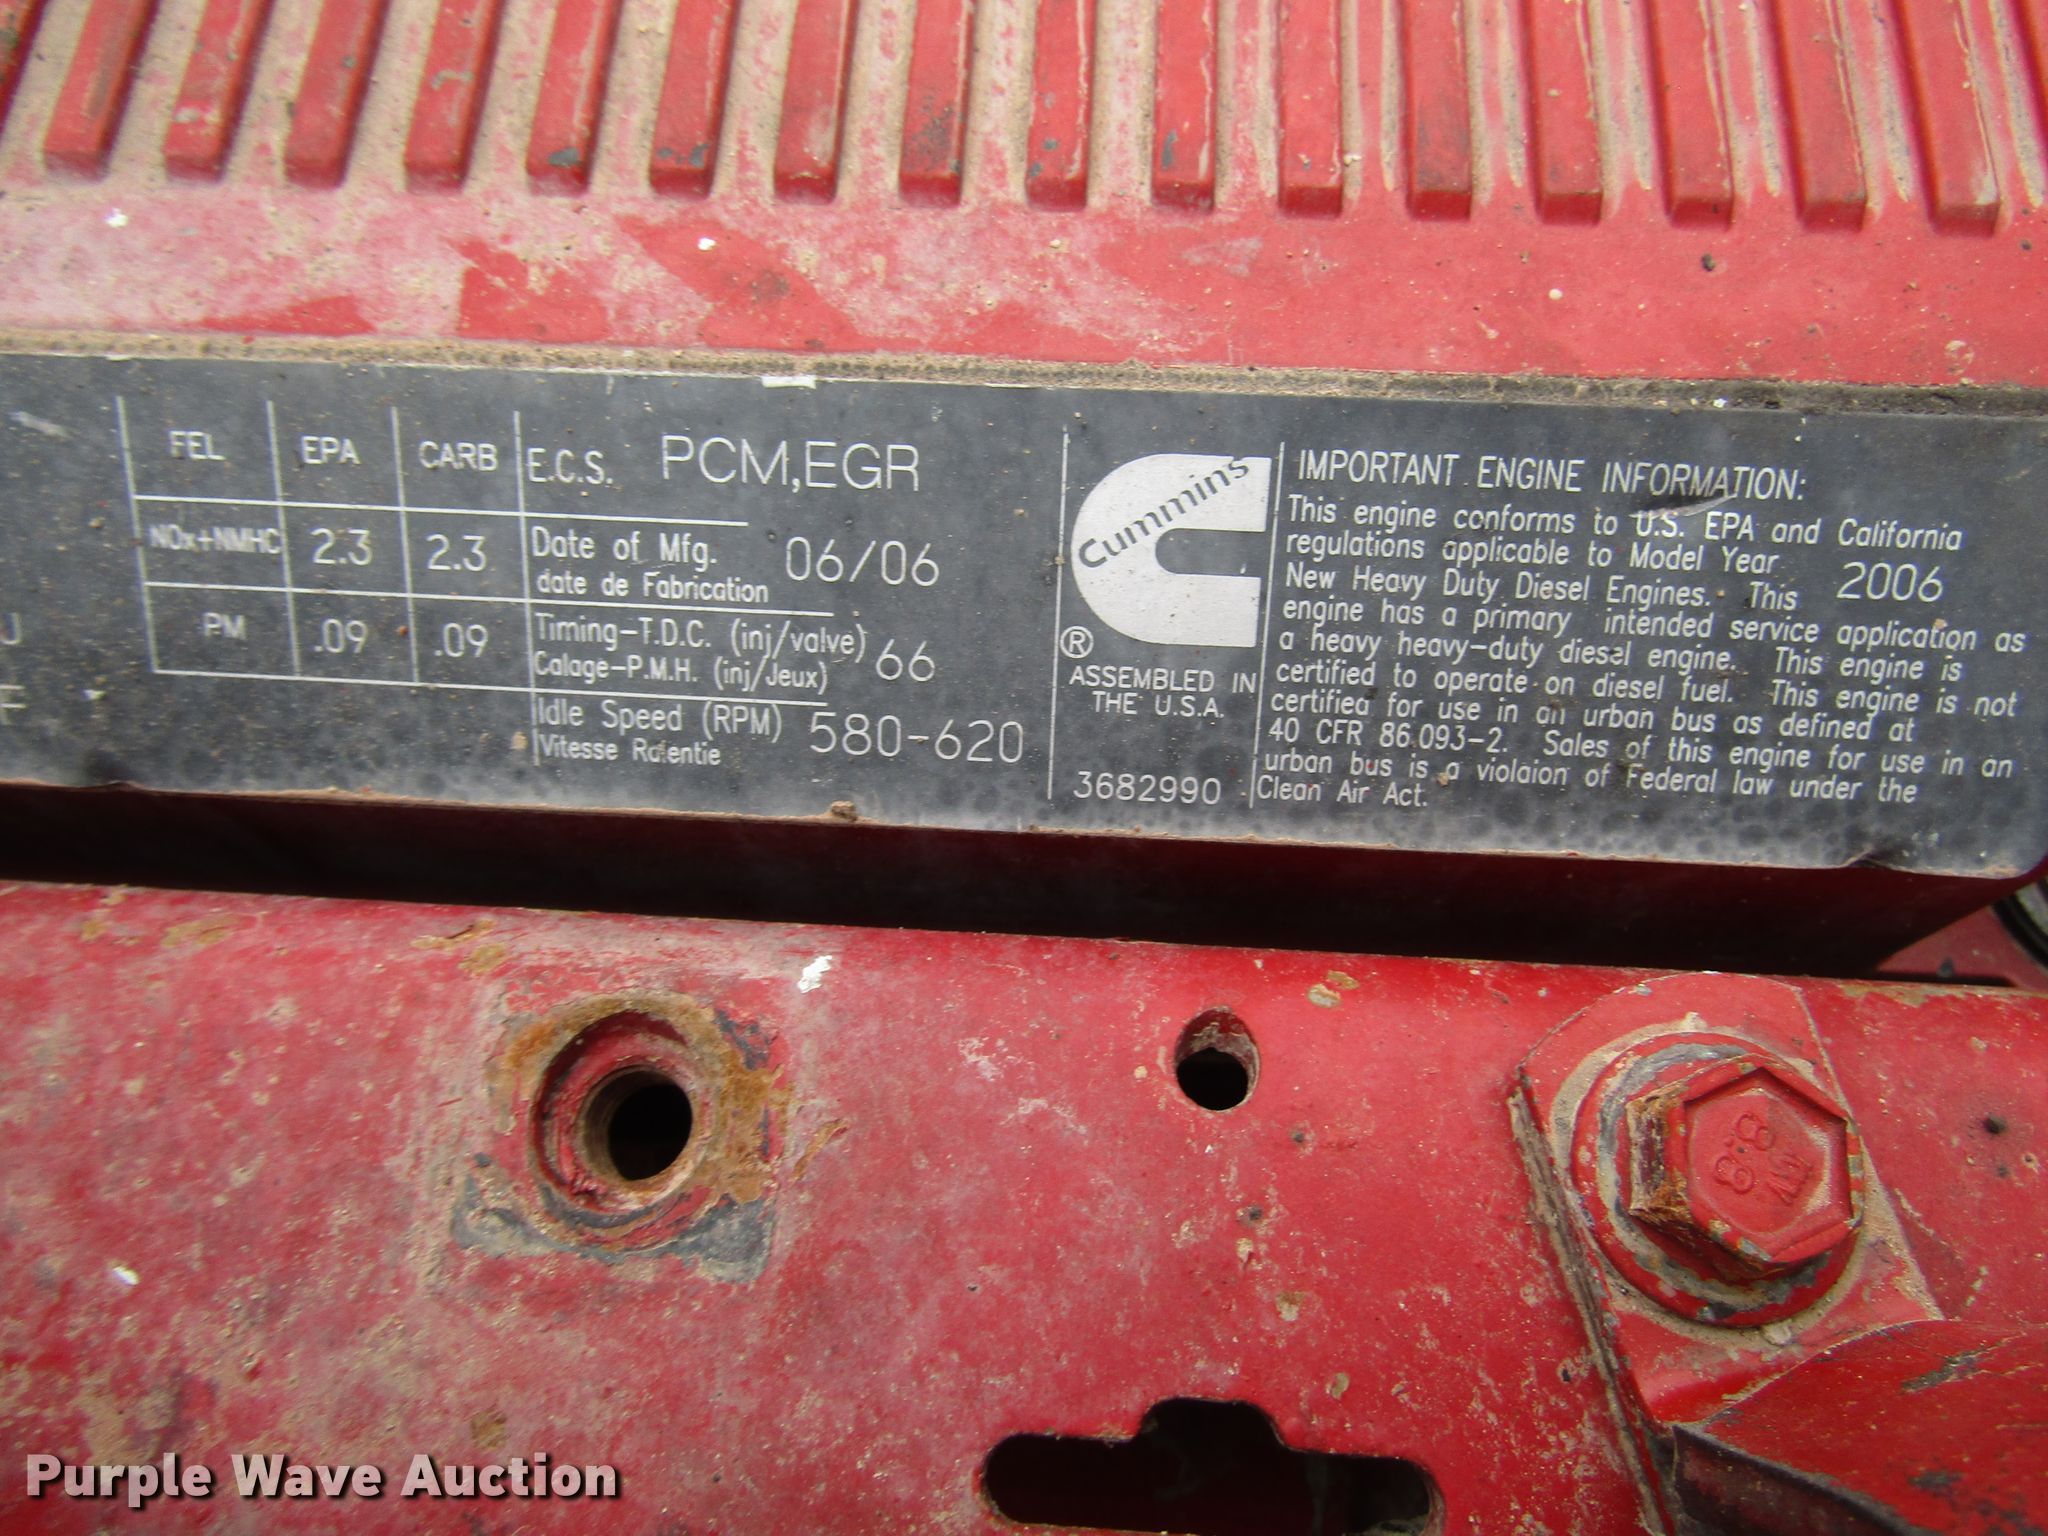 FEL EPA CARB
NOx+NMHC 2.3 2.3
PM .09 .09
E.C.S. PCM,EGR
Date of Mfg. 06/06
date de Fabrication
Timing-T.D.C. (inj/valve) 66
Calage-P.M.H. (inj/Jeux)
Idle Speed (RPM) 580-620
Vitesse Ralentie
Cummins
®
ASSEMBLED IN
THE U.S.A.
3682990
IMPORTANT ENGINE INFORMATION:
This engine conforms to U.S. EPA and California
regulations applicable to Model Year 2006
New Heavy Duty Diesel Engines. This
engine has a primary intended service application as
a heavy heavy-duty diesel engine. This engine is
certified to operate on diesel fuel. This engine is not
certified for use in an urban bus as defined at
40 CFR 86.093-2. Sales of this engine for use in an
urban bus is a violaion of Federal law under the
Clean Air Act.
8.8
Purple Wave Auction